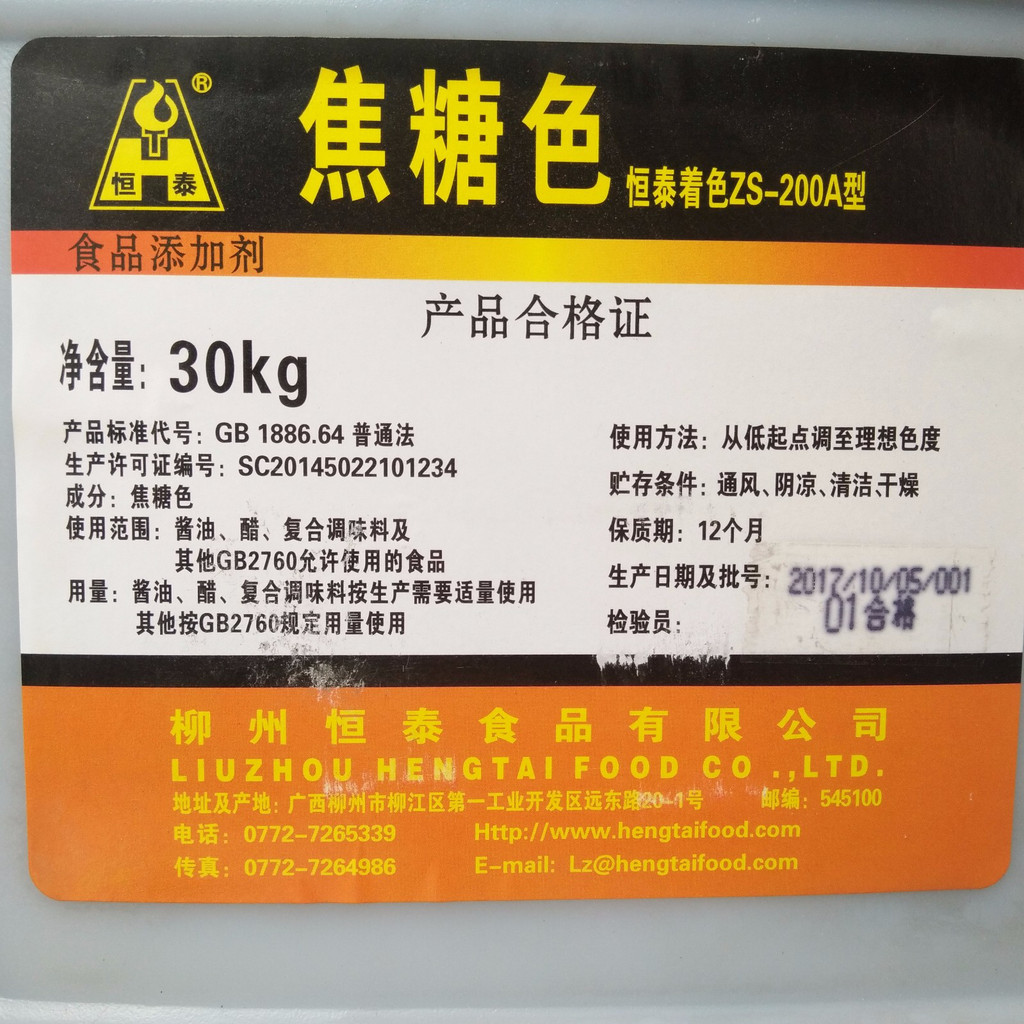 恒 泰
®
焦糖色
恒泰着色ZS-200A型
食品添加剂
产品合格证
净含量：30kg
产品标准代号：GB 1886.64 普通法
生产许可证编号：SC20145022101234
成分：焦糖色
使用范围：酱油、醋、复合调味料及
其他GB2760允许使用的食品
用量：酱油、醋、复合调味料按生产需要适量使用
其他按GB2760规定用量使用
使用方法：从低起点调至理想色度
贮存条件：通风、阴凉、清洁、干燥
保质期：12个月
生产日期及批号：2017/10/05/001
检验员：01合格
柳州恒泰食品有限公司
LIUZHOU HENGTAI FOOD CO.,LTD.
地址及产地：广西柳州市柳江区第一工业开发区远东路20-1号 邮编：545100
电话：0772-7265339 Http://www.hengtaifood.com
传真：0772-7264986 E-mail: Lz@hengtaifood.com